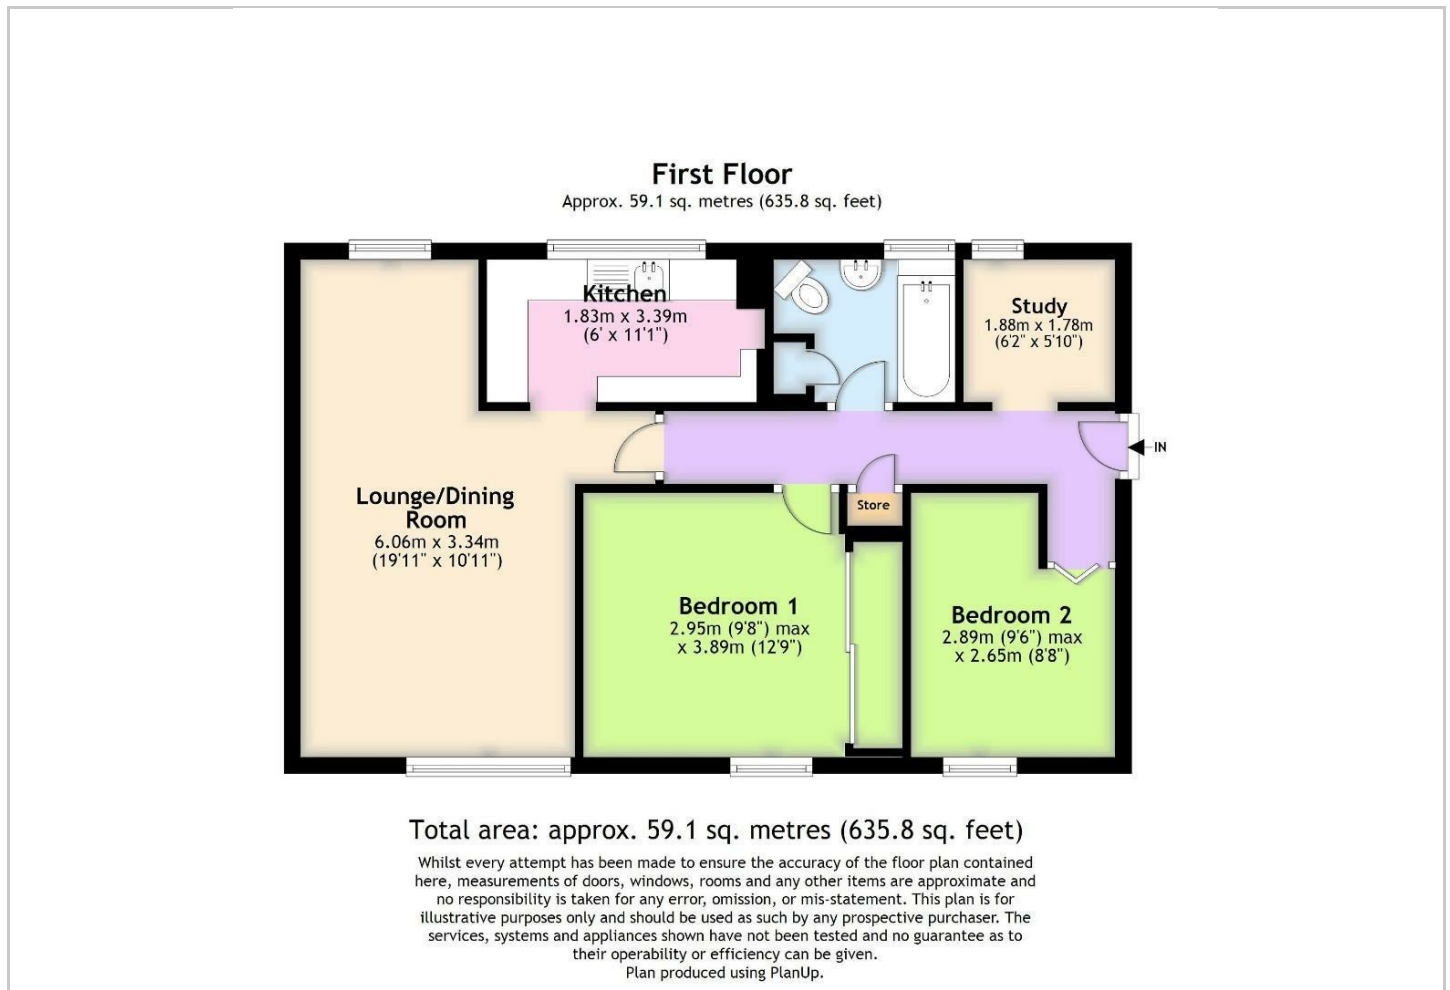 First Floor
Approx. 59.1 sq. metres (635.8 sq. feet)
Kitchen
1.83m x 3.39m
(6' x 11'1")
Study
1.88m x 1.78m
(6'2" x 5'10")
IN
Lounge/Dining
Room
6.06m x 3.34m
(19'11" x 10'11")
Store
Bedroom 1
2.95m (9'8") max
x 3.89m (12'9")
Bedroom 2
2.89m (9'6") max
x 2.65m (8'8")
Total area: approx. 59.1 sq. metres (635.8 sq. feet)
Whilst every attempt has been made to ensure the accuracy of the floor plan contained
here, measurements of doors, windows, rooms and any other items are approximate and
no responsibility is taken for any error, omission, or mis-statement. This plan is for
illustrative purposes only and should be used as such by any prospective purchaser. The
services, systems and appliances shown have not been tested and no guarantee as to
their operability or efficiency can be given.
Plan produced using PlanUp.